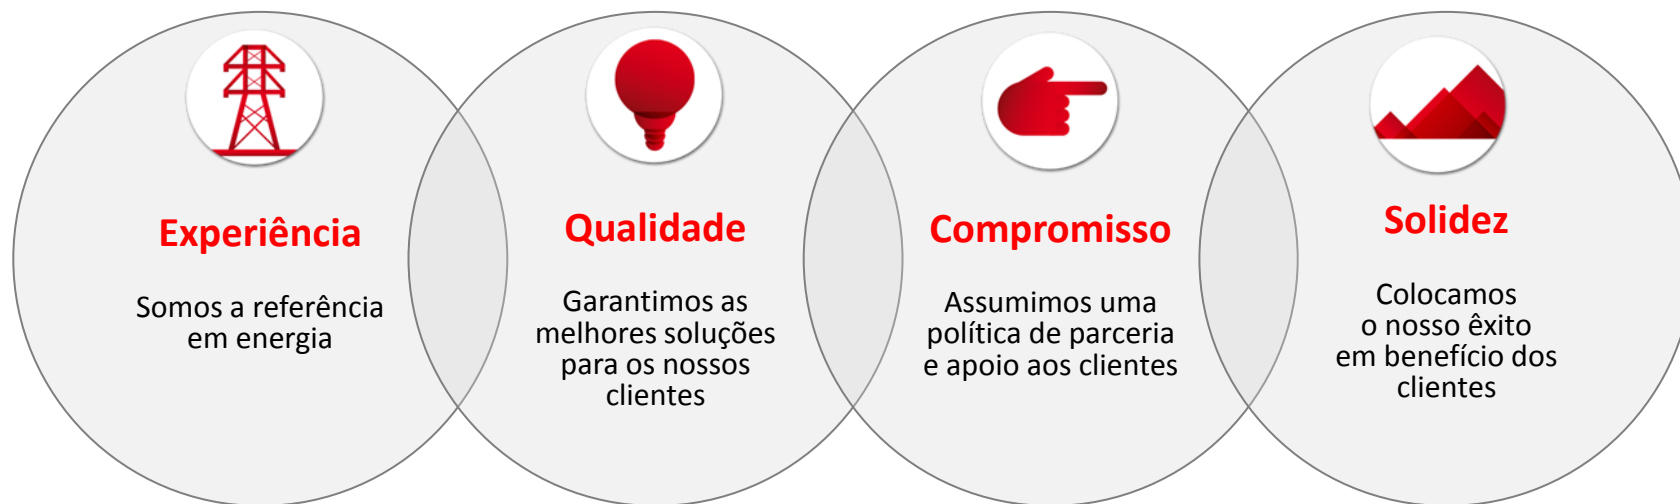 Experiência
Somos a referência
em energia
Qualidade
Garantimos as
melhores soluções
para os nossos
clientes
Compromisso
Assumimos uma
política de parceria
e apoio aos clientes
Solidez
Colocamos
o nosso êxito
em benefício dos
clientes